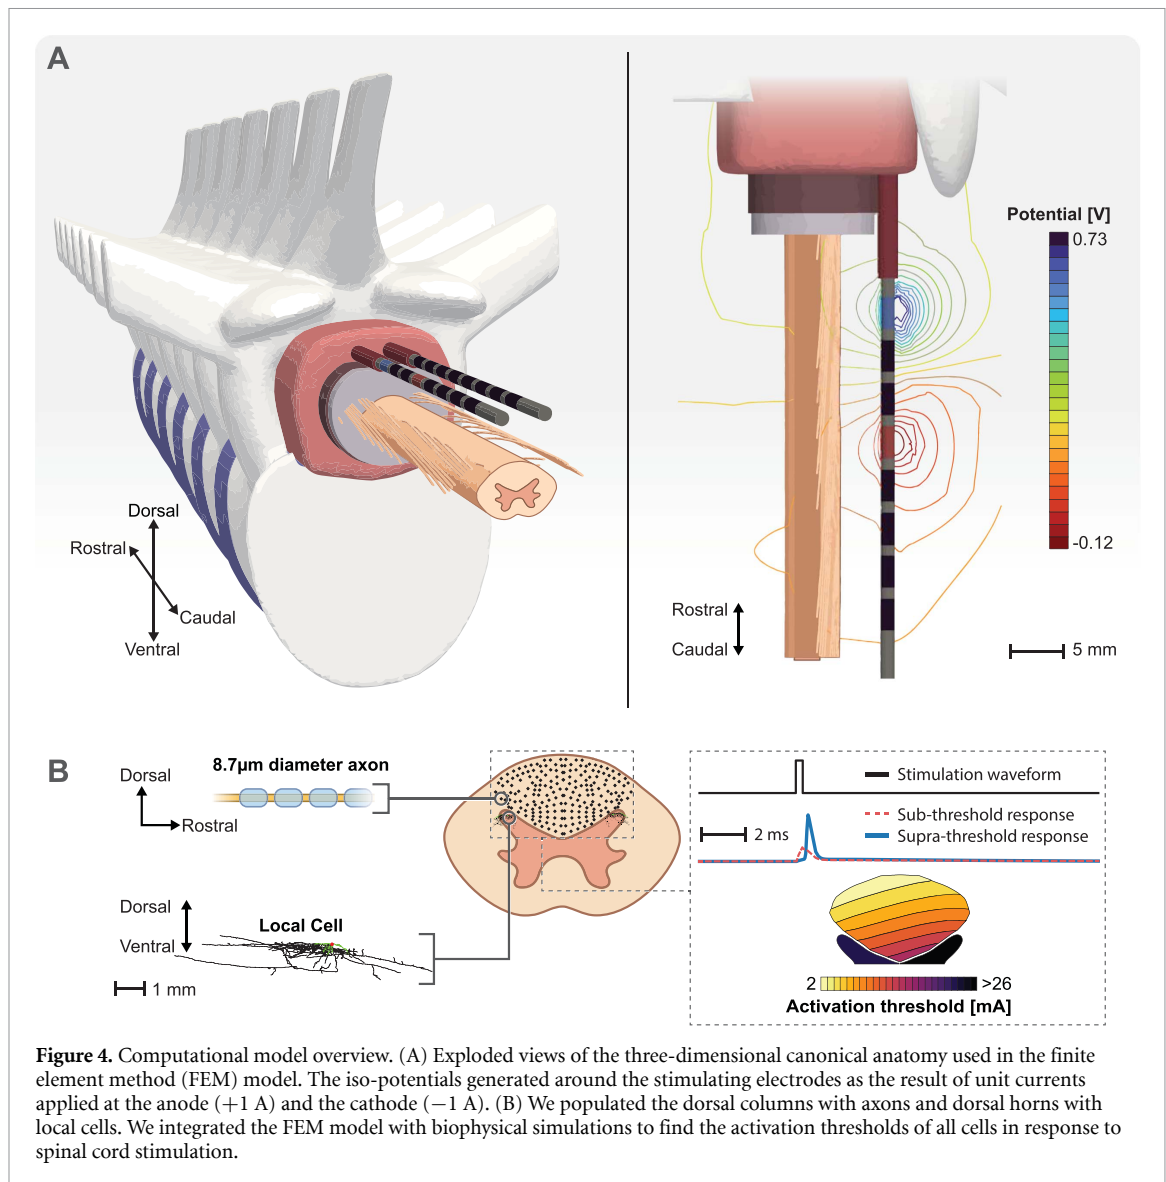 A
Potential [V]
0.73
-0.12
Dorsal
Rostral
Caudal
Ventral
Rostral
Caudal
5 mm
B
8.7µm diameter axon
Dorsal
Rostral
Dorsal
Ventral
Local Cell
1 mm
Stimulation waveform
Sub-threshold response
2 ms
Supra-threshold response
2
>26
Activation threshold [mA]
Figure 4. Computational model overview. (A) Exploded views of the three-dimensional canonical anatomy used in the finite
element method (FEM) model. The iso-potentials generated around the stimulating electrodes as the result of unit currents
applied at the anode (+1 A) and the cathode (−1 A). (B) We populated the dorsal columns with axons and dorsal horns with
local cells. We integrated the FEM model with biophysical simulations to find the activation thresholds of all cells in response to
spinal cord stimulation.